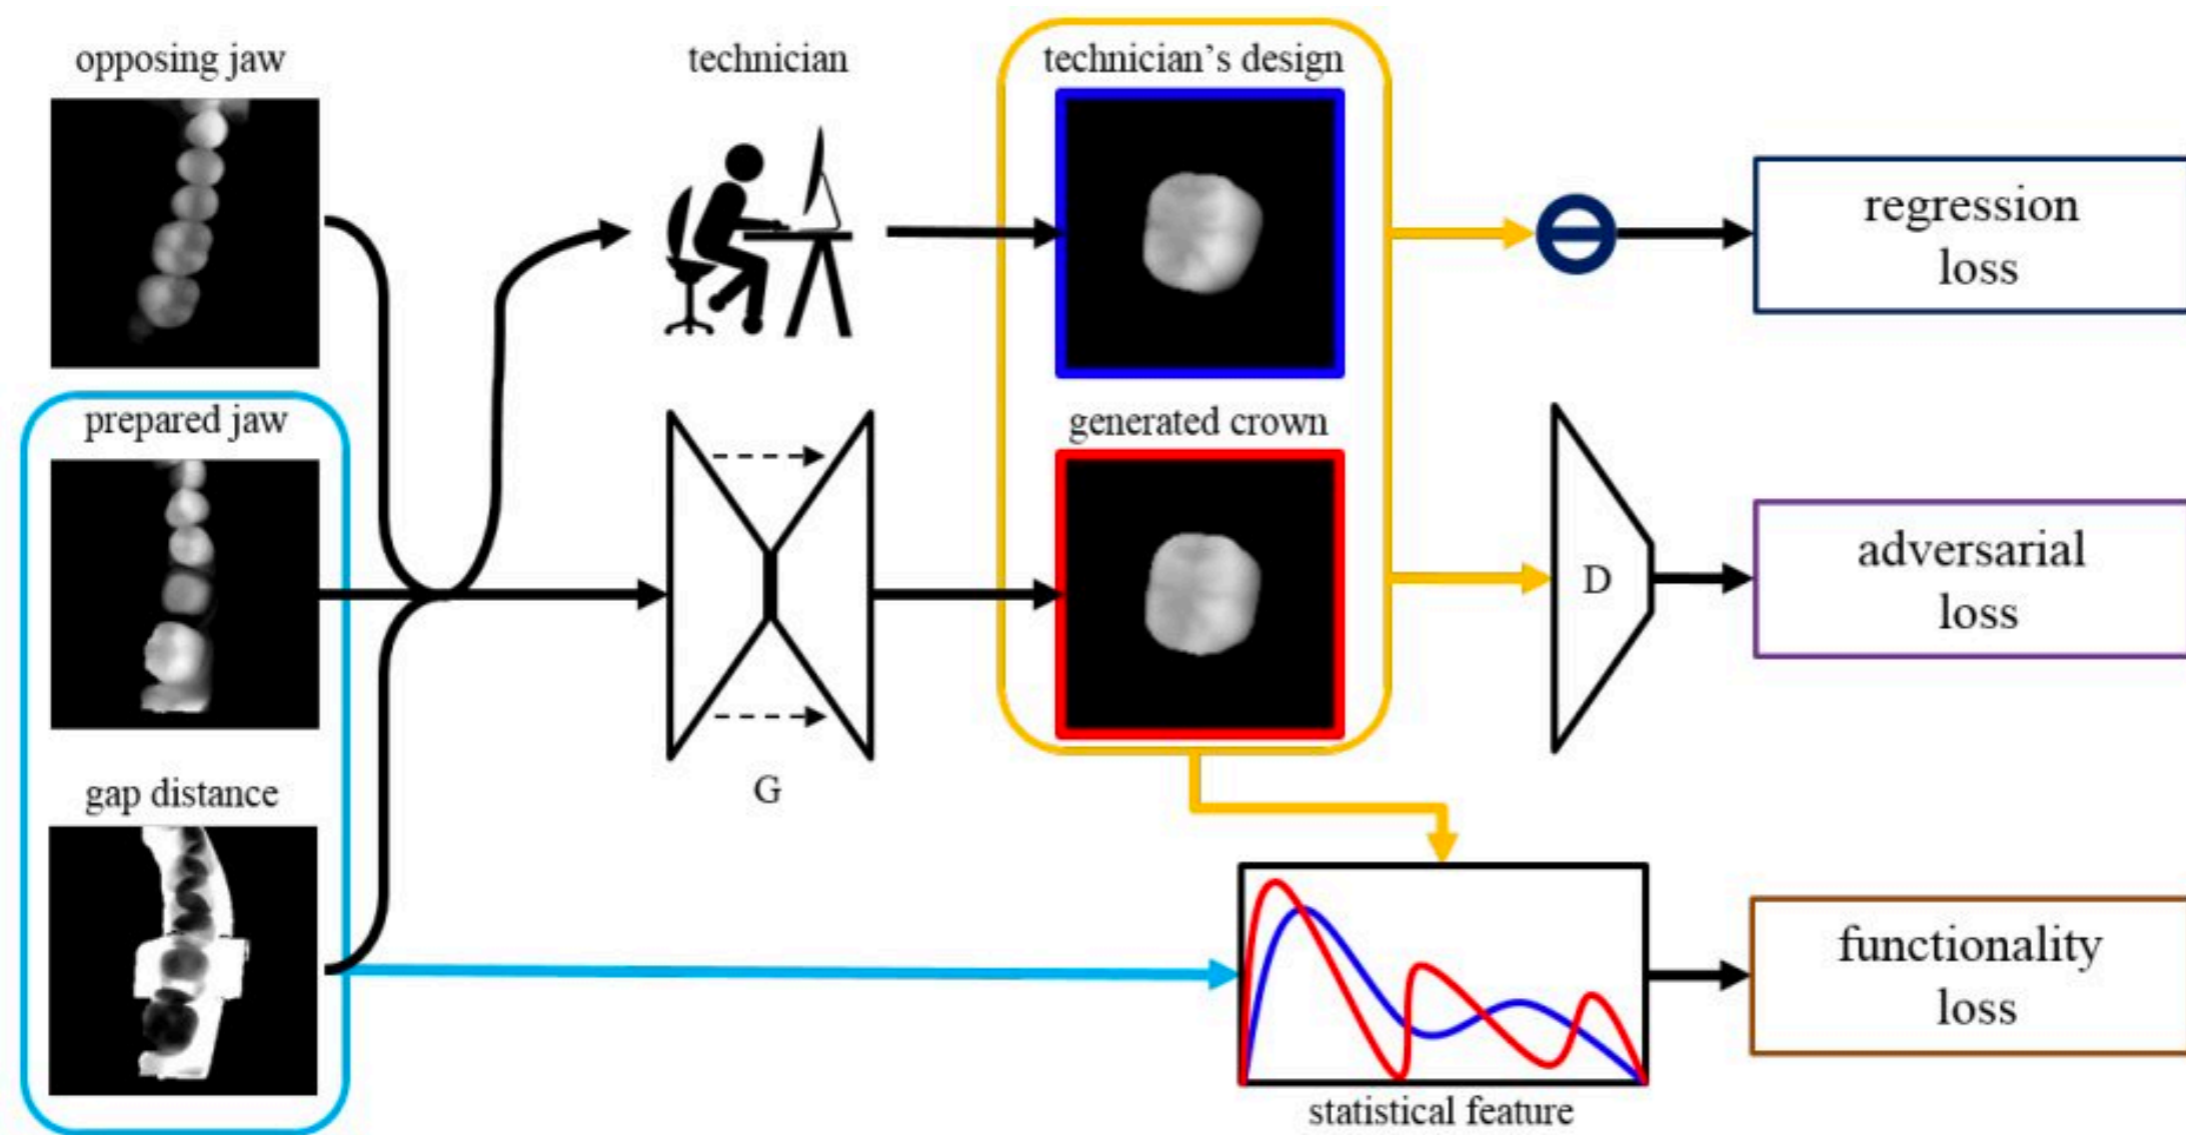 opposing jaw
technician
technician's design
regression
loss
prepared jaw
generated crown
adversarial
loss
D
G
gap distance
functionality
loss
statistical feature